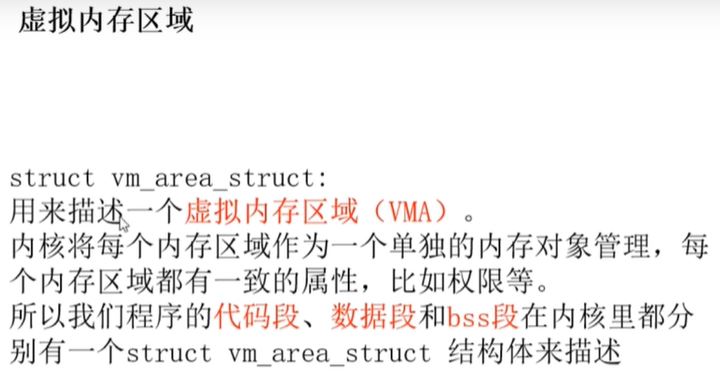 虚拟内存区域
struct vm_area_struct:
用来描述一个虚拟内存区域（VMA）。
内核将每个内存区域作为一个单独的内存对象管理，每
个内存区域都有一致的属性，比如权限等。
所以我们程序的代码段、数据段和bss段在内核里都分
别有一个struct vm_area_struct 结构体来描述